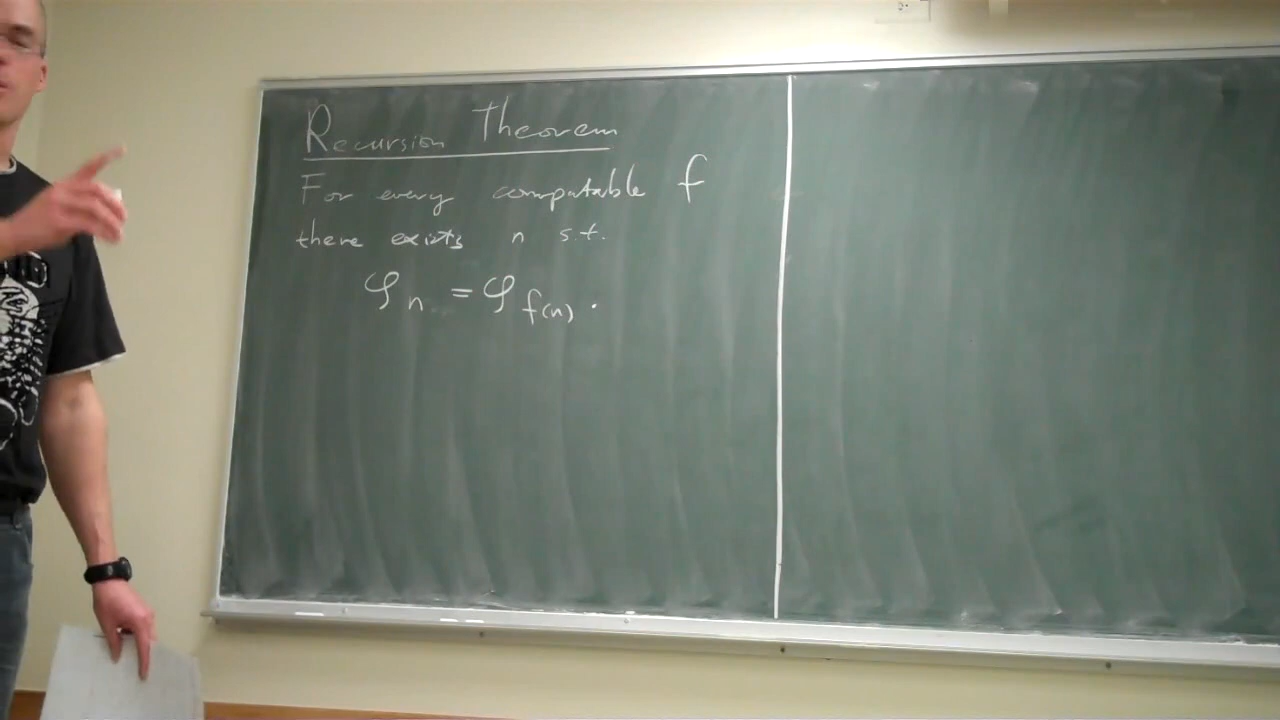 Recursion Theorem
For every computable f
there exists n s.t.
φ_n = φ_f(n).